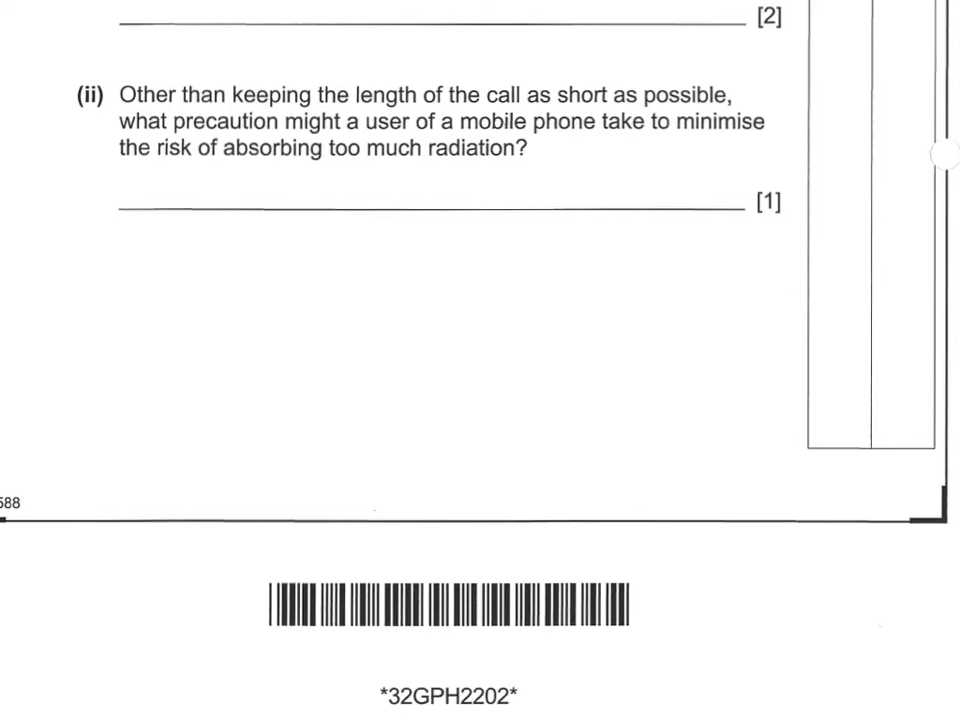 [2]
(ii) Other than keeping the length of the call as short as possible,
what precaution might a user of a mobile phone take to minimise
the risk of absorbing too much radiation?
[1]
588
*32GPH2202*